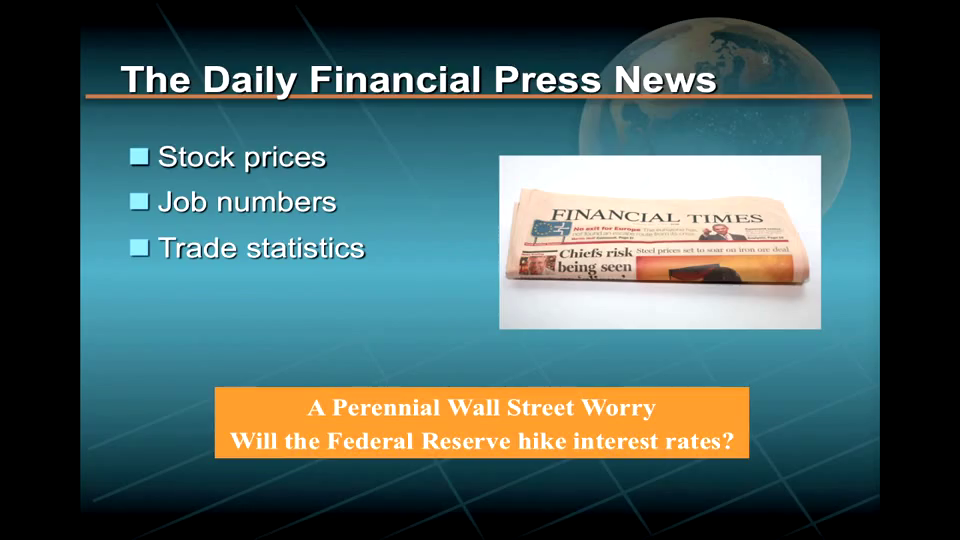 The Daily Financial Press News
Stock prices
Job numbers
Trade statistics
FINANCIAL TIMES
No exit for Europe
Chiefs risk
being seen
Steel prices set to soar on iron ore deal
A Perennial Wall Street Worry
Will the Federal Reserve hike interest rates?